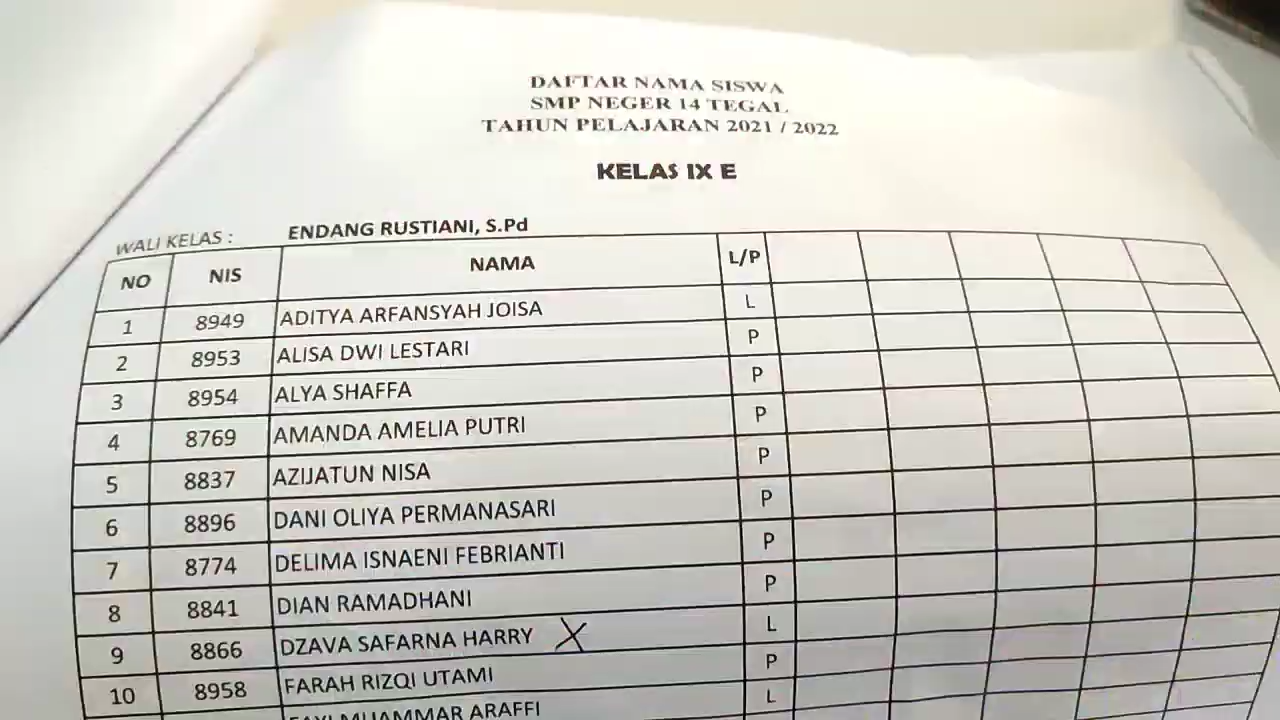 DAFTAR NAMA SISWA
SMP NEGER 14 TEGAL
TAHUN PELAJARAN 2021 / 2022
KELAS IX E
WALI KELAS : ENDANG RUSTIANI, S.Pd
NO NIS NAMA L/P
1 8949 ADITYA ARFANSYAH JOISA L
2 8953 ALISA DWI LESTARI P
3 8954 ALYA SHAFFA P
4 8769 AMANDA AMELIA PUTRI P
5 8837 AZIJATUN NISA P
6 8896 DANI OLIYA PERMANASARI P
7 8774 DELIMA ISNAENI FEBRIANTI P
8 8841 DIAN RAMADHANI P
9 8866 DZAVA SAFARNA HARRY X L
10 8958 FARAH RIZQI UTAMI P
MUAMMAR ARAFFI L